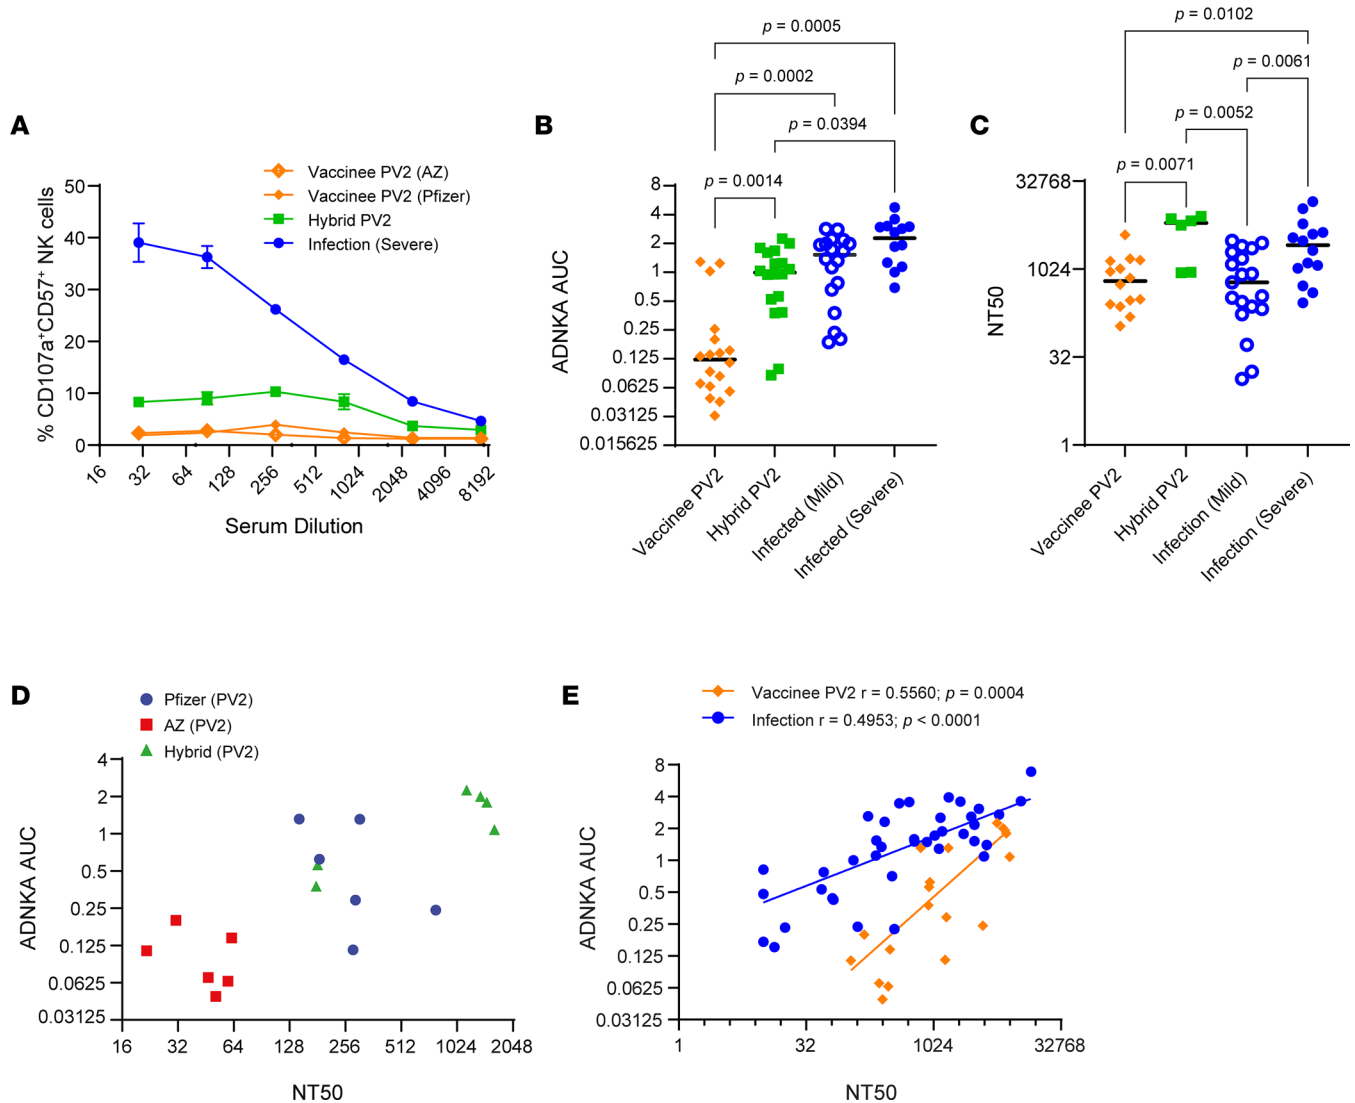 A
Vaccinee PV2 (AZ)
Vaccinee PV2 (Pfizer)
Hybrid PV2
Infection (Severe)
% CD107a⁺CD57⁺ NK cells
50
40
30
20
10
0
16 32 64 128 256 512 1024 2048 4096 8192
Serum Dilution
B
p = 0.0005
p = 0.0002
p = 0.0394
p = 0.0014
ADNKA AUC
8
4
2
1
0.5
0.25
0.125
0.0625
0.03125
0.015625
Vaccinee PV2
Hybrid PV2
Infected (Mild)
Infected (Severe)
C
p = 0.0102
p = 0.0061
p = 0.0052
p = 0.0071
NT50
32768
1024
32
1
Vaccinee PV2
Hybrid PV2
Infection (Mild)
Infection (Severe)
D
Pfizer (PV2)
AZ (PV2)
Hybrid (PV2)
ADNKA AUC
4
2
1
0.5
0.25
0.125
0.0625
0.03125
16 32 64 128 256 512 1024 2048
NT50
E
Vaccinee PV2 r = 0.5560; p = 0.0004
Infection r = 0.4953; p < 0.0001
ADNKA AUC
8
4
2
1
0.5
0.25
0.125
0.0625
0.03125
1 32 1024 32768
NT50